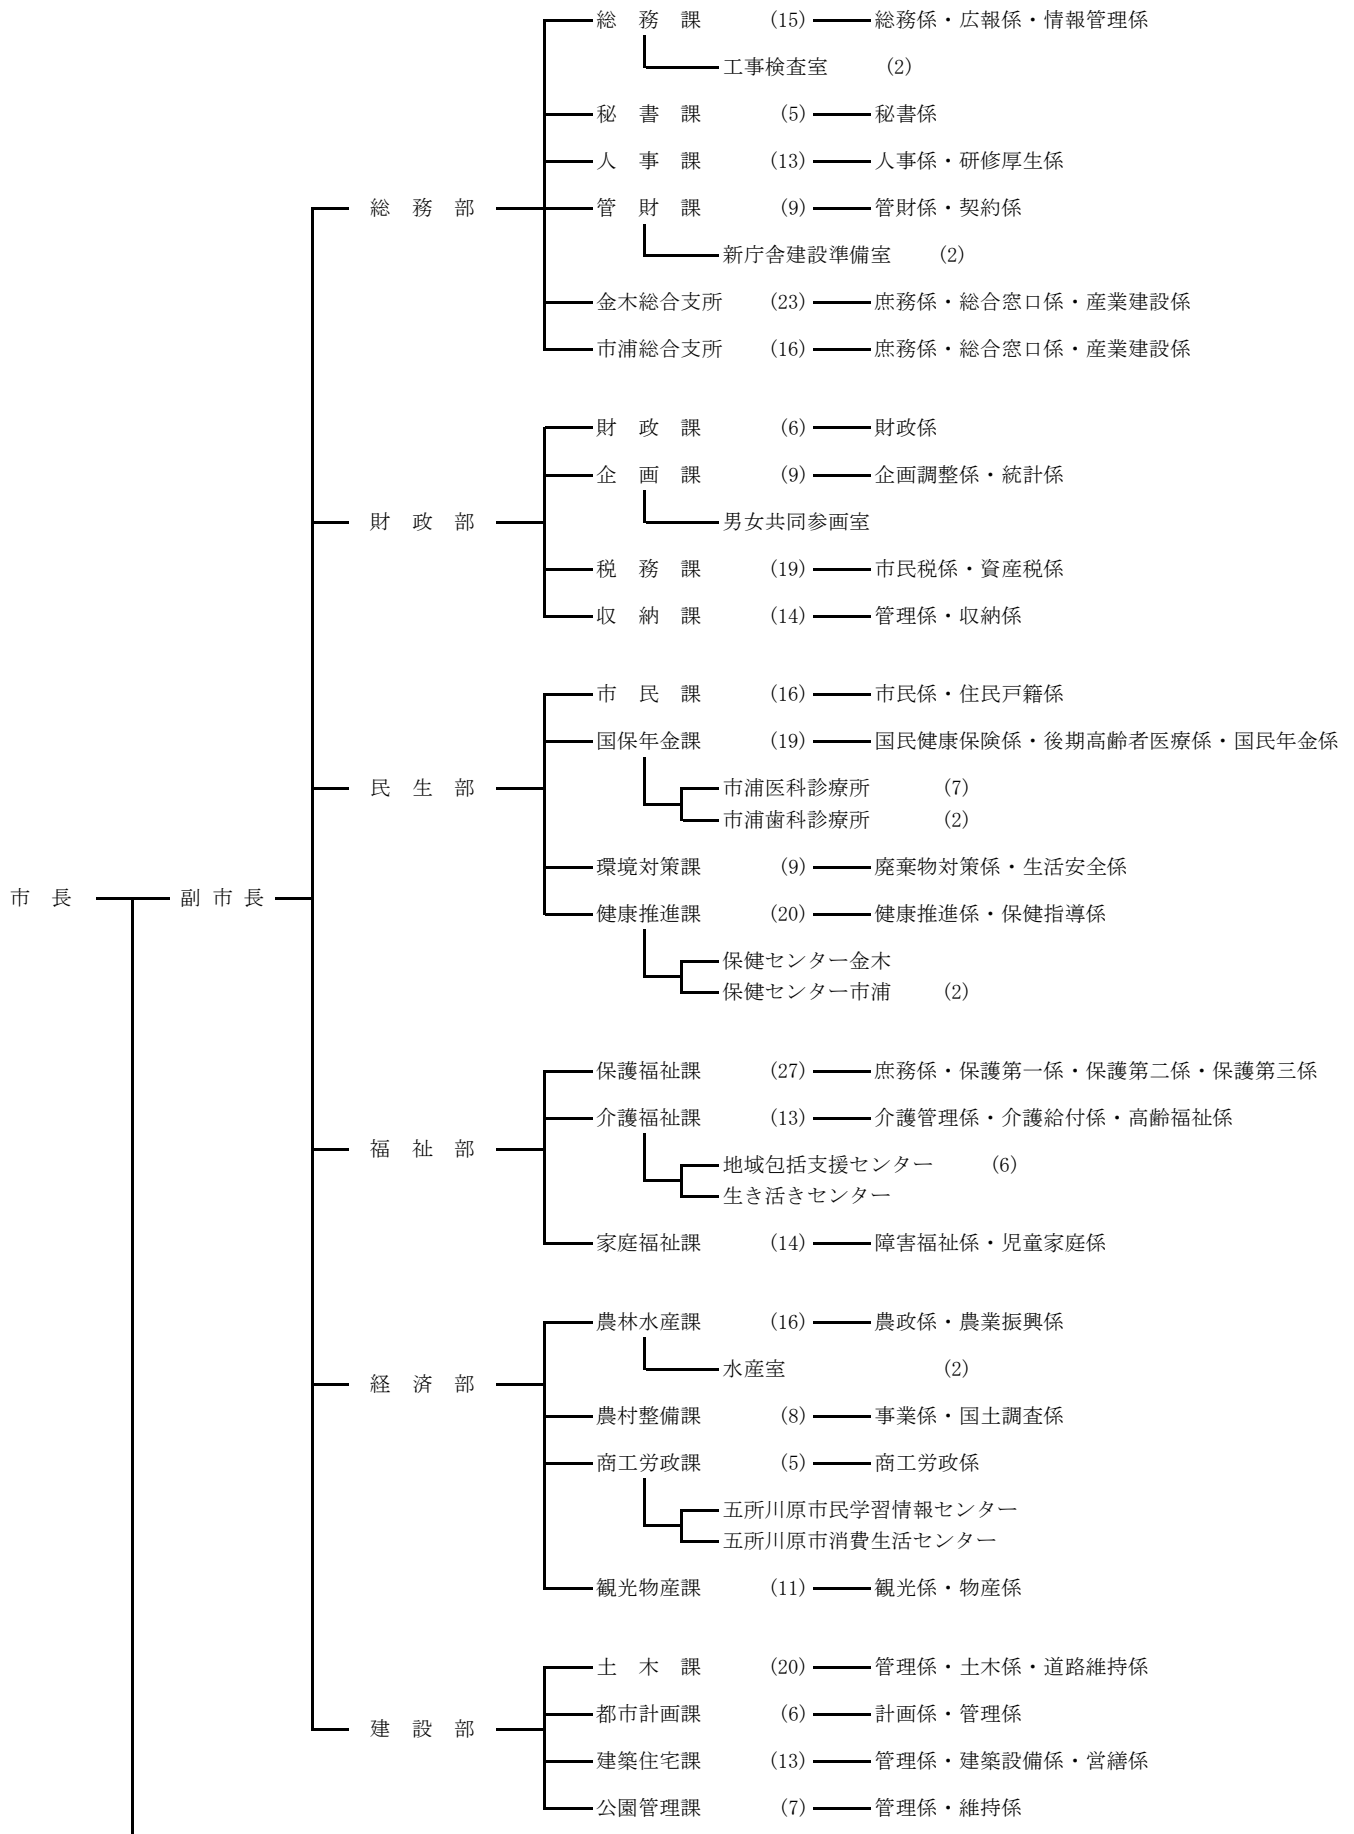 総務課 (15) 総務係・広報係・情報管理係
工事検査室 (2)
秘書課 (5) 秘書係
人事課 (13) 人事係・研修厚生係
総務部 管財課 (9) 管財係・契約係
新庁舎建設準備室 (2)
金木総合支所 (23) 庶務係・総合窓口係・産業建設係
市浦総合支所 (16) 庶務係・総合窓口係・産業建設係
財政課 (6) 財政係
企画課 (9) 企画調整係・統計係
財政部 男女共同参画室
税務課 (19) 市民税係・資産税係
収納課 (14) 管理係・収納係
市民課 (16) 市民係・住民戸籍係
国保年金課 (19) 国民健康保険係・後期高齢者医療係・国民年金係
民生部 市浦医科診療所 (7)
市浦歯科診療所 (2)
環境対策課 (9) 廃棄物対策係・生活安全係
市長 副市長
健康推進課 (20) 健康推進係・保健指導係
保健センター金木
保健センター市浦 (2)
保護福祉課 (27) 庶務係・保護第一係・保護第二係・保護第三係
介護福祉課 (13) 介護管理係・介護給付係・高齢福祉係
福祉部
地域包括支援センター (6)
生き活きセンター
家庭福祉課 (14) 障害福祉係・児童家庭係
農林水産課 (16) 農政係・農業振興係
水産室 (2)
経済部
農村整備課 (8) 事業係・国土調査係
商工労政課 (5) 商工労政係
五所川原市民学習情報センター
五所川原市消費生活センター
観光物産課 (11) 観光係・物産係
土木課 (20) 管理係・土木係・道路維持係
都市計画課 (6) 計画係・管理係
建設部
建築住宅課 (13) 管理係・建築設備係・営繕係
公園管理課 (7) 管理係・維持係